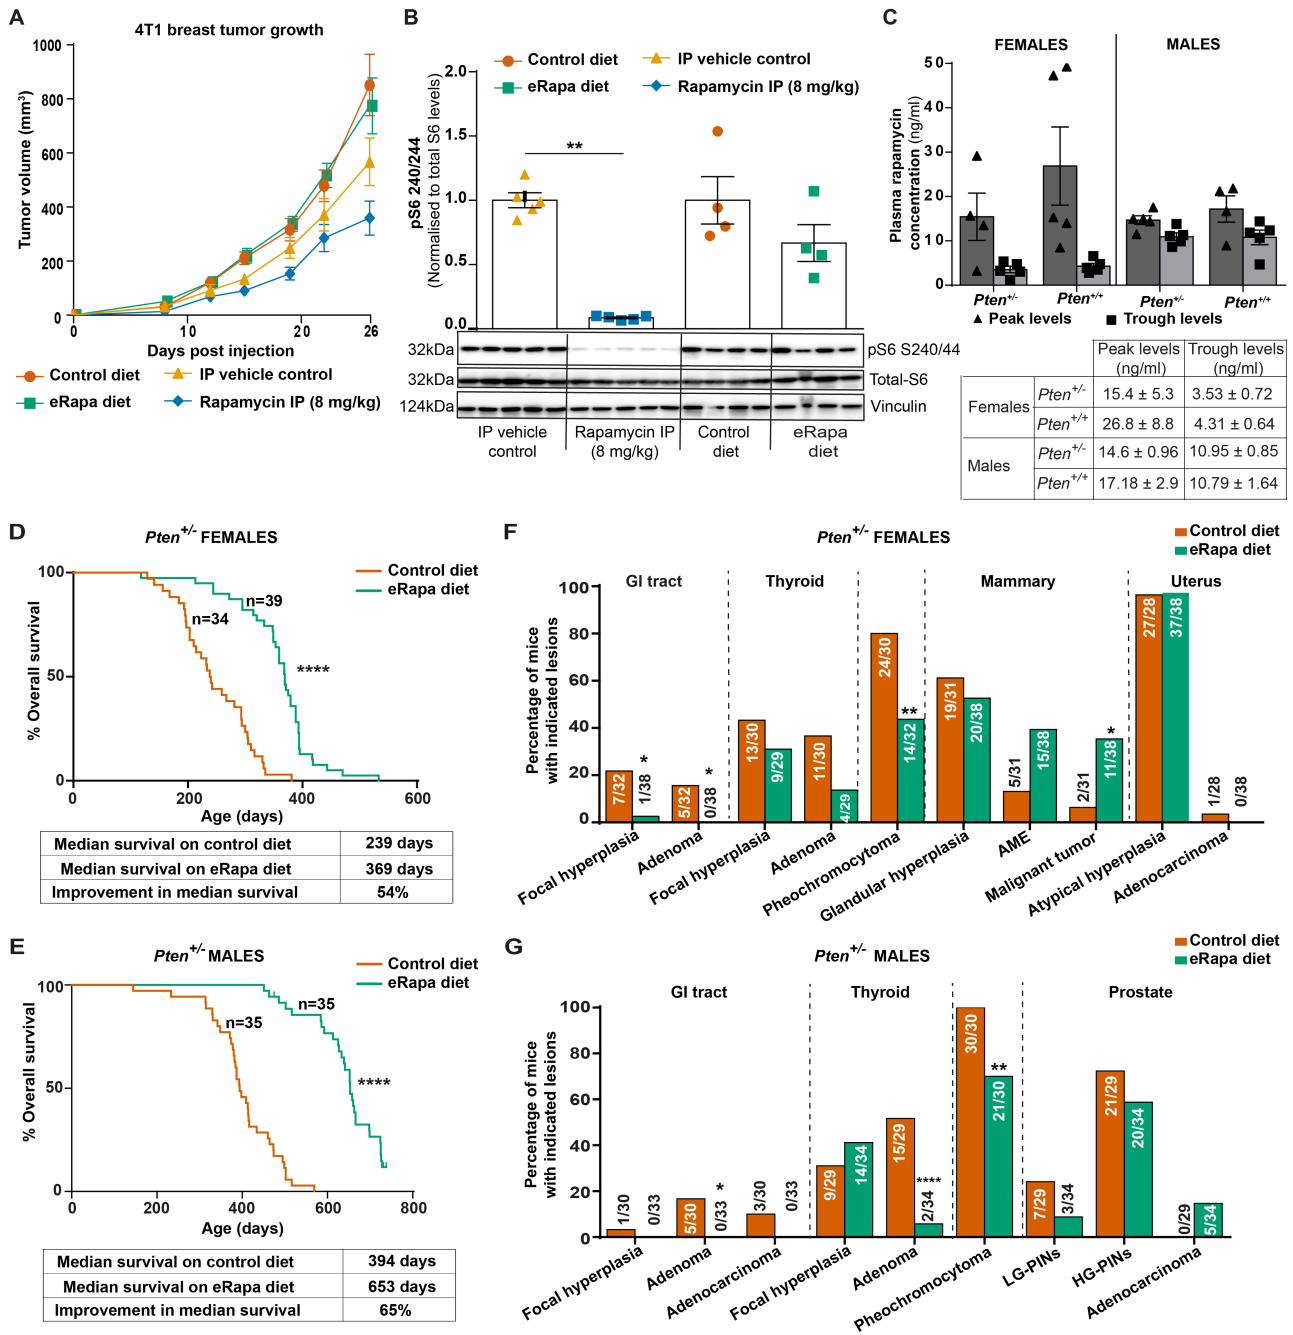 A
4T1 breast tumor growth
1000
800
600
400
200
0
Tumor volume (mm³)
0
10
20
26
Days post injection
Control diet
IP vehicle control
eRapa diet
Rapamycin IP (8 mg/kg)
B
Control diet
IP vehicle control
eRapa diet
Rapamycin IP (8 mg/kg)
2.0
1.5
1.0
0.5
0.0
pS6 240/244
(Normalised to total S6 levels)
**
32kDa
pS6 S240/44
32kDa
Total-S6
124kDa
Vinculin
IP vehicle control
Rapamycin IP (8 mg/kg)
Control diet
eRapa diet
C
FEMALES
MALES
50
40
30
20
10
0
Plasma rapamycin concentration (ng/ml)
Pten+/-
Pten+/+
Pten+/-
Pten+/+
Peak levels
Trough levels
Peak levels (ng/ml)
Trough levels (ng/ml)
Females
Pten+/-
15.4 ± 5.3
3.53 ± 0.72
Pten+/+
26.8 ± 8.8
4.31 ± 0.64
Males
Pten+/-
14.6 ± 0.96
10.95 ± 0.85
Pten+/+
17.18 ± 2.9
10.79 ± 1.64
D
Pten+/- FEMALES
Control diet
eRapa diet
100
50
0
% Overall survival
n=34
n=39
****
0
200
400
600
Age (days)
Median survival on control diet
239 days
Median survival on eRapa diet
369 days
Improvement in median survival
54%
E
Pten+/- MALES
Control diet
eRapa diet
100
50
0
% Overall survival
n=35
n=35
****
0
200
400
600
800
Age (days)
Median survival on control diet
394 days
Median survival on eRapa diet
653 days
Improvement in median survival
65%
F
Pten+/- FEMALES
Control diet
eRapa diet
GI tract
Thyroid
Mammary
Uterus
100
80
60
40
20
0
Percentage of mice
with indicated lesions
7/32
1/38
*
5/32
0/38
*
13/30
9/29
11/30
4/29
24/30
14/32
**
19/31
20/38
5/31
15/38
2/31
11/38
*
27/28
37/38
1/28
0/38
Focal hyperplasia
Adenoma
Focal hyperplasia
Adenoma
Pheochromocytoma
Glandular hyperplasia
AME
Malignant tumor
Atypical hyperplasia
Adenocarcinoma
G
Pten+/- MALES
Control diet
eRapa diet
GI tract
Thyroid
Prostate
100
80
60
40
20
0
Percentage of mice
with indicated lesions
1/30
0/33
5/30
0/33
*
3/30
0/33
9/29
14/34
15/29
2/34
****
30/30
21/30
**
7/29
3/34
21/29
20/34
0/29
5/34
Focal hyperplasia
Adenoma
Adenocarcinoma
Focal hyperplasia
Adenoma
Pheochromocytoma
LG-PINs
HG-PINs
Adenocarcinoma